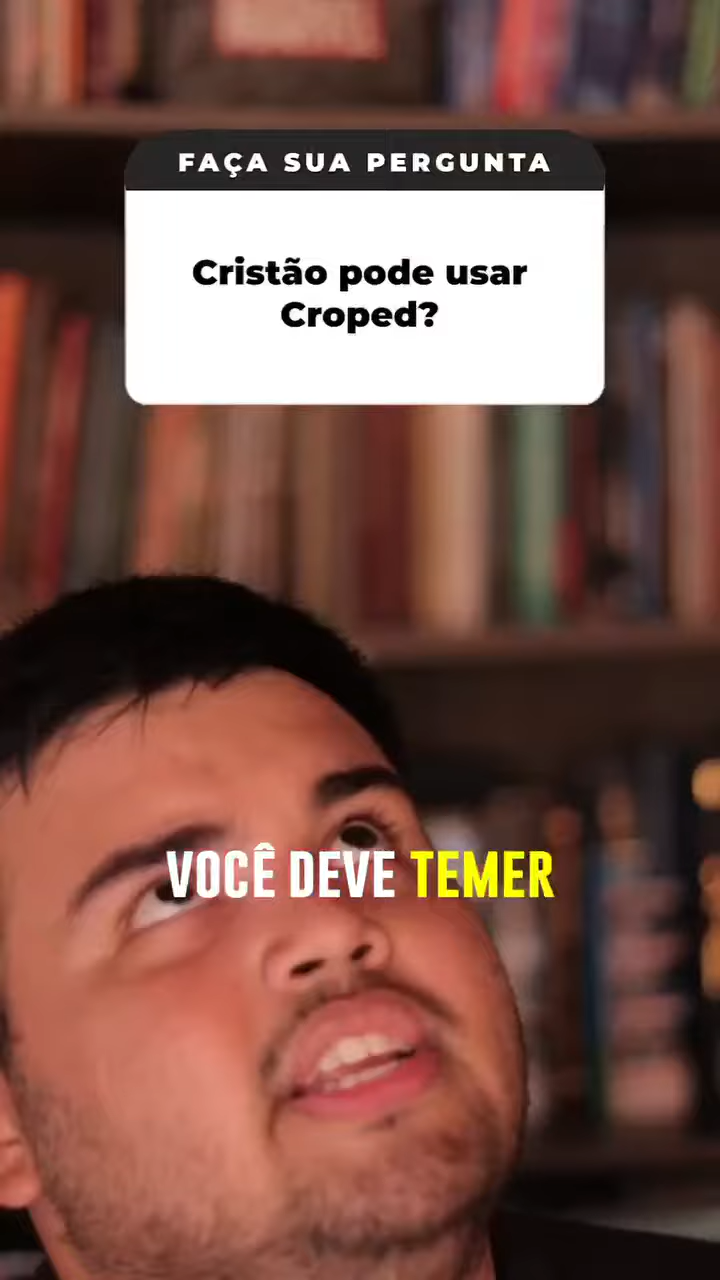 FAÇA SUA PERGUNTA
Cristão pode usar
Croped?
VOCÊ DEVE TEMER